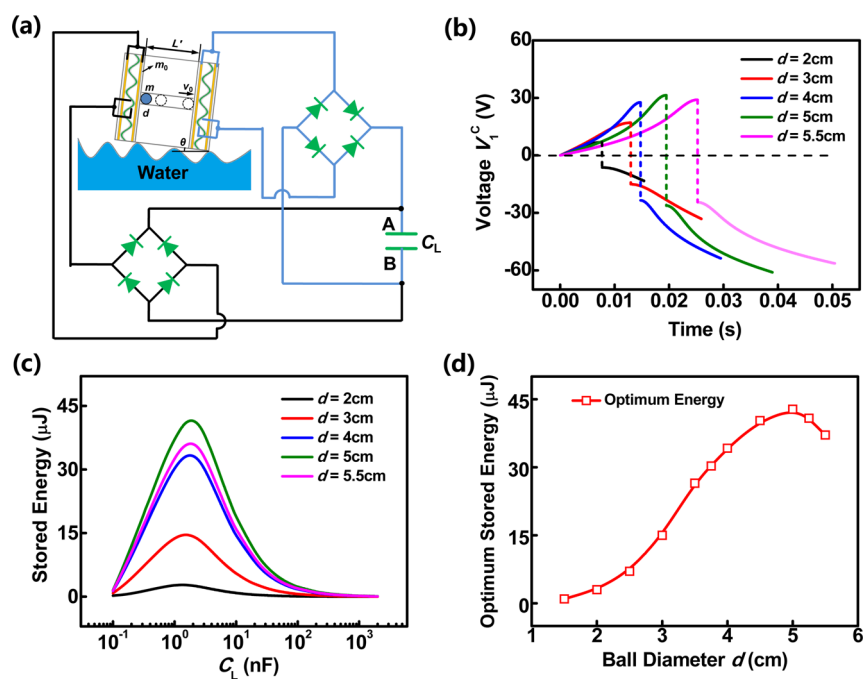 (a)
L'
m₀
m
v₀
d
θ
Water
A
C_L
B
(b)
Voltage V₁ᶜ (V)
60
30
0
-30
-60
d = 2cm
d = 3cm
d = 4cm
d = 5cm
d = 5.5cm
0.00 0.01 0.02 0.03 0.04 0.05
Time (s)
(c)
Stored Energy (μJ)
45
30
15
0
d = 2cm
d = 3cm
d = 4cm
d = 5cm
d = 5.5cm
10⁻¹ 10⁰ 10¹ 10² 10³
C_L (nF)
(d)
Optimum Stored Energy (μJ)
45
30
15
0
Optimum Energy
1 2 3 4 5 6
Ball Diameter d (cm)